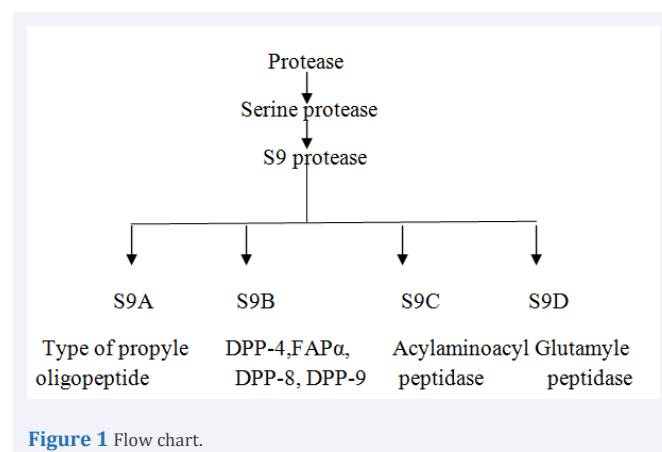 Protease
Serine protease
S9 protease
S9A S9B S9C S9D
Type of propyle DPP-4,FAPα, Acylaminoacyl Glutamyle
oligopeptide DPP-8, DPP-9 peptidase peptidase
Figure 1 Flow chart.